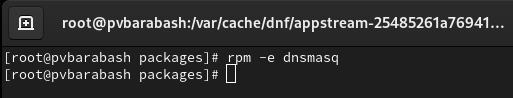 root@pvbarabash:/var/cache/dnf/appstream-25485261a76941...
[root@pvbarabash packages]# rpm -e dnsmasq
[root@pvbarabash packages]#